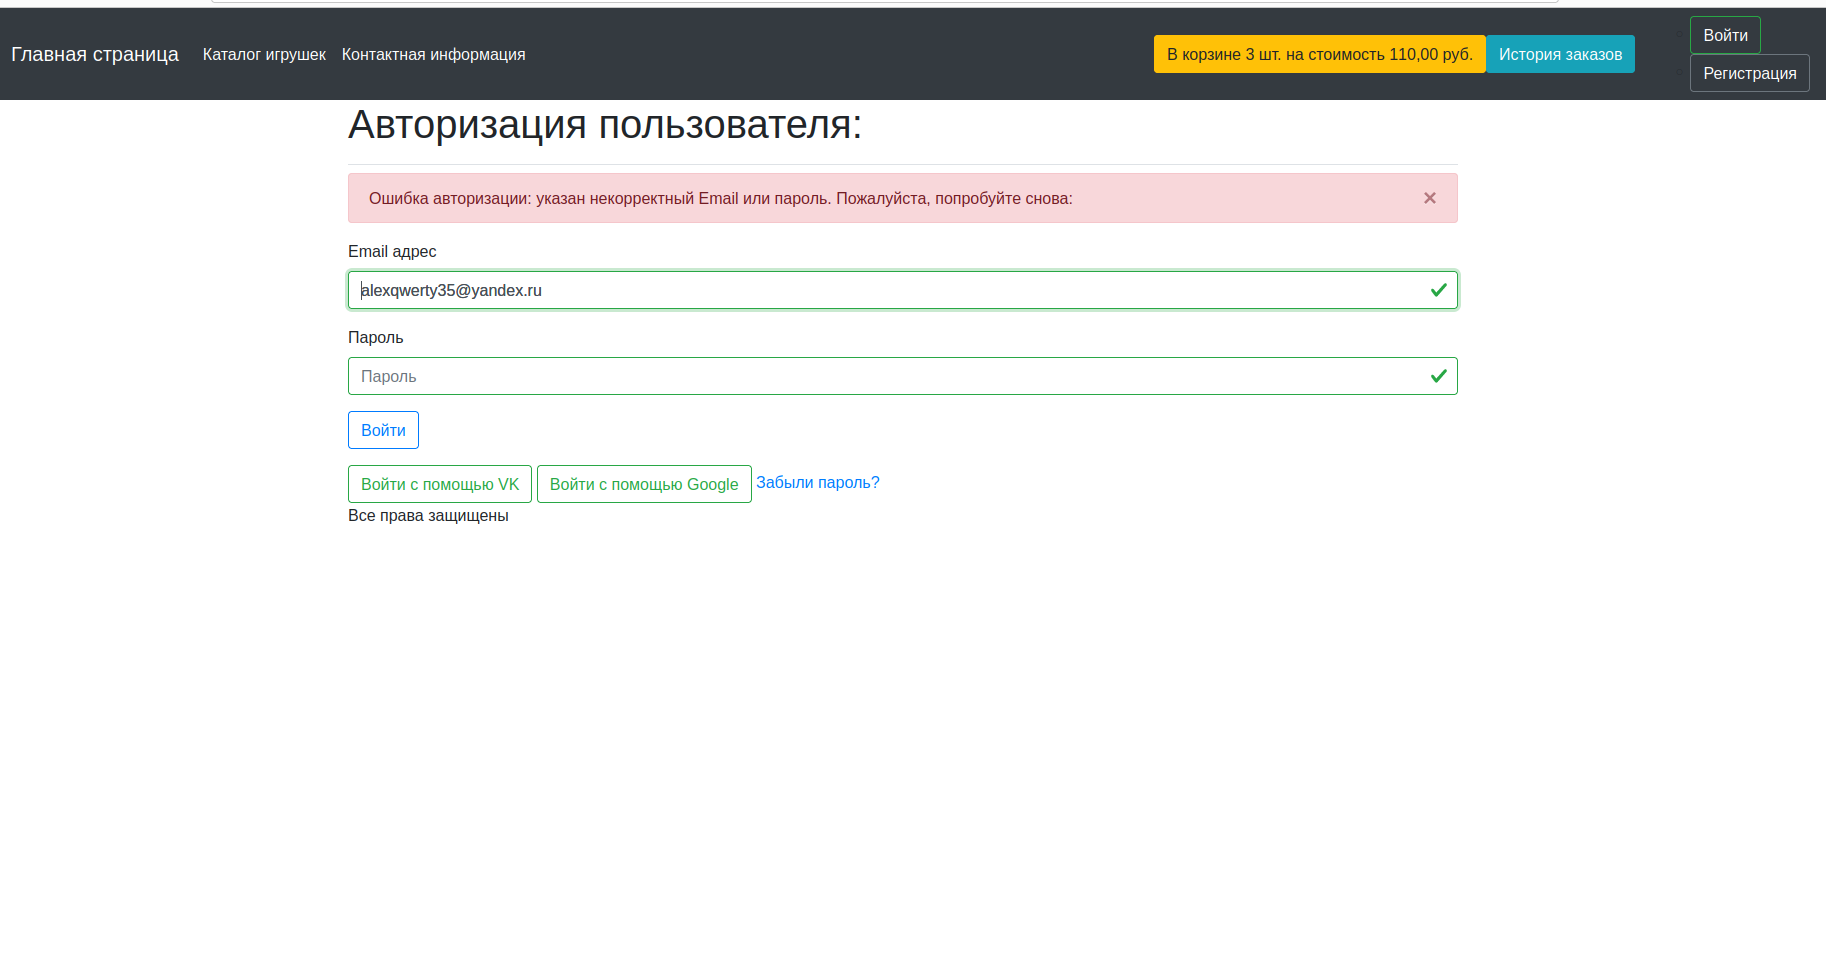 Главная страница Каталог игрушек Контактная информация В корзине 3 шт. на стоимость 110,00 руб. История заказов Войти
Регистрация
Авторизация пользователя:
Ошибка авторизации: указан некорректный Email или пароль. Пожалуйста, попробуйте снова: ×
Email адрес
alexqwerty35@yandex.ru
Пароль
Пароль
Войти
Войти с помощью VK Войти с помощью Google Забыли пароль?
Все права защищены